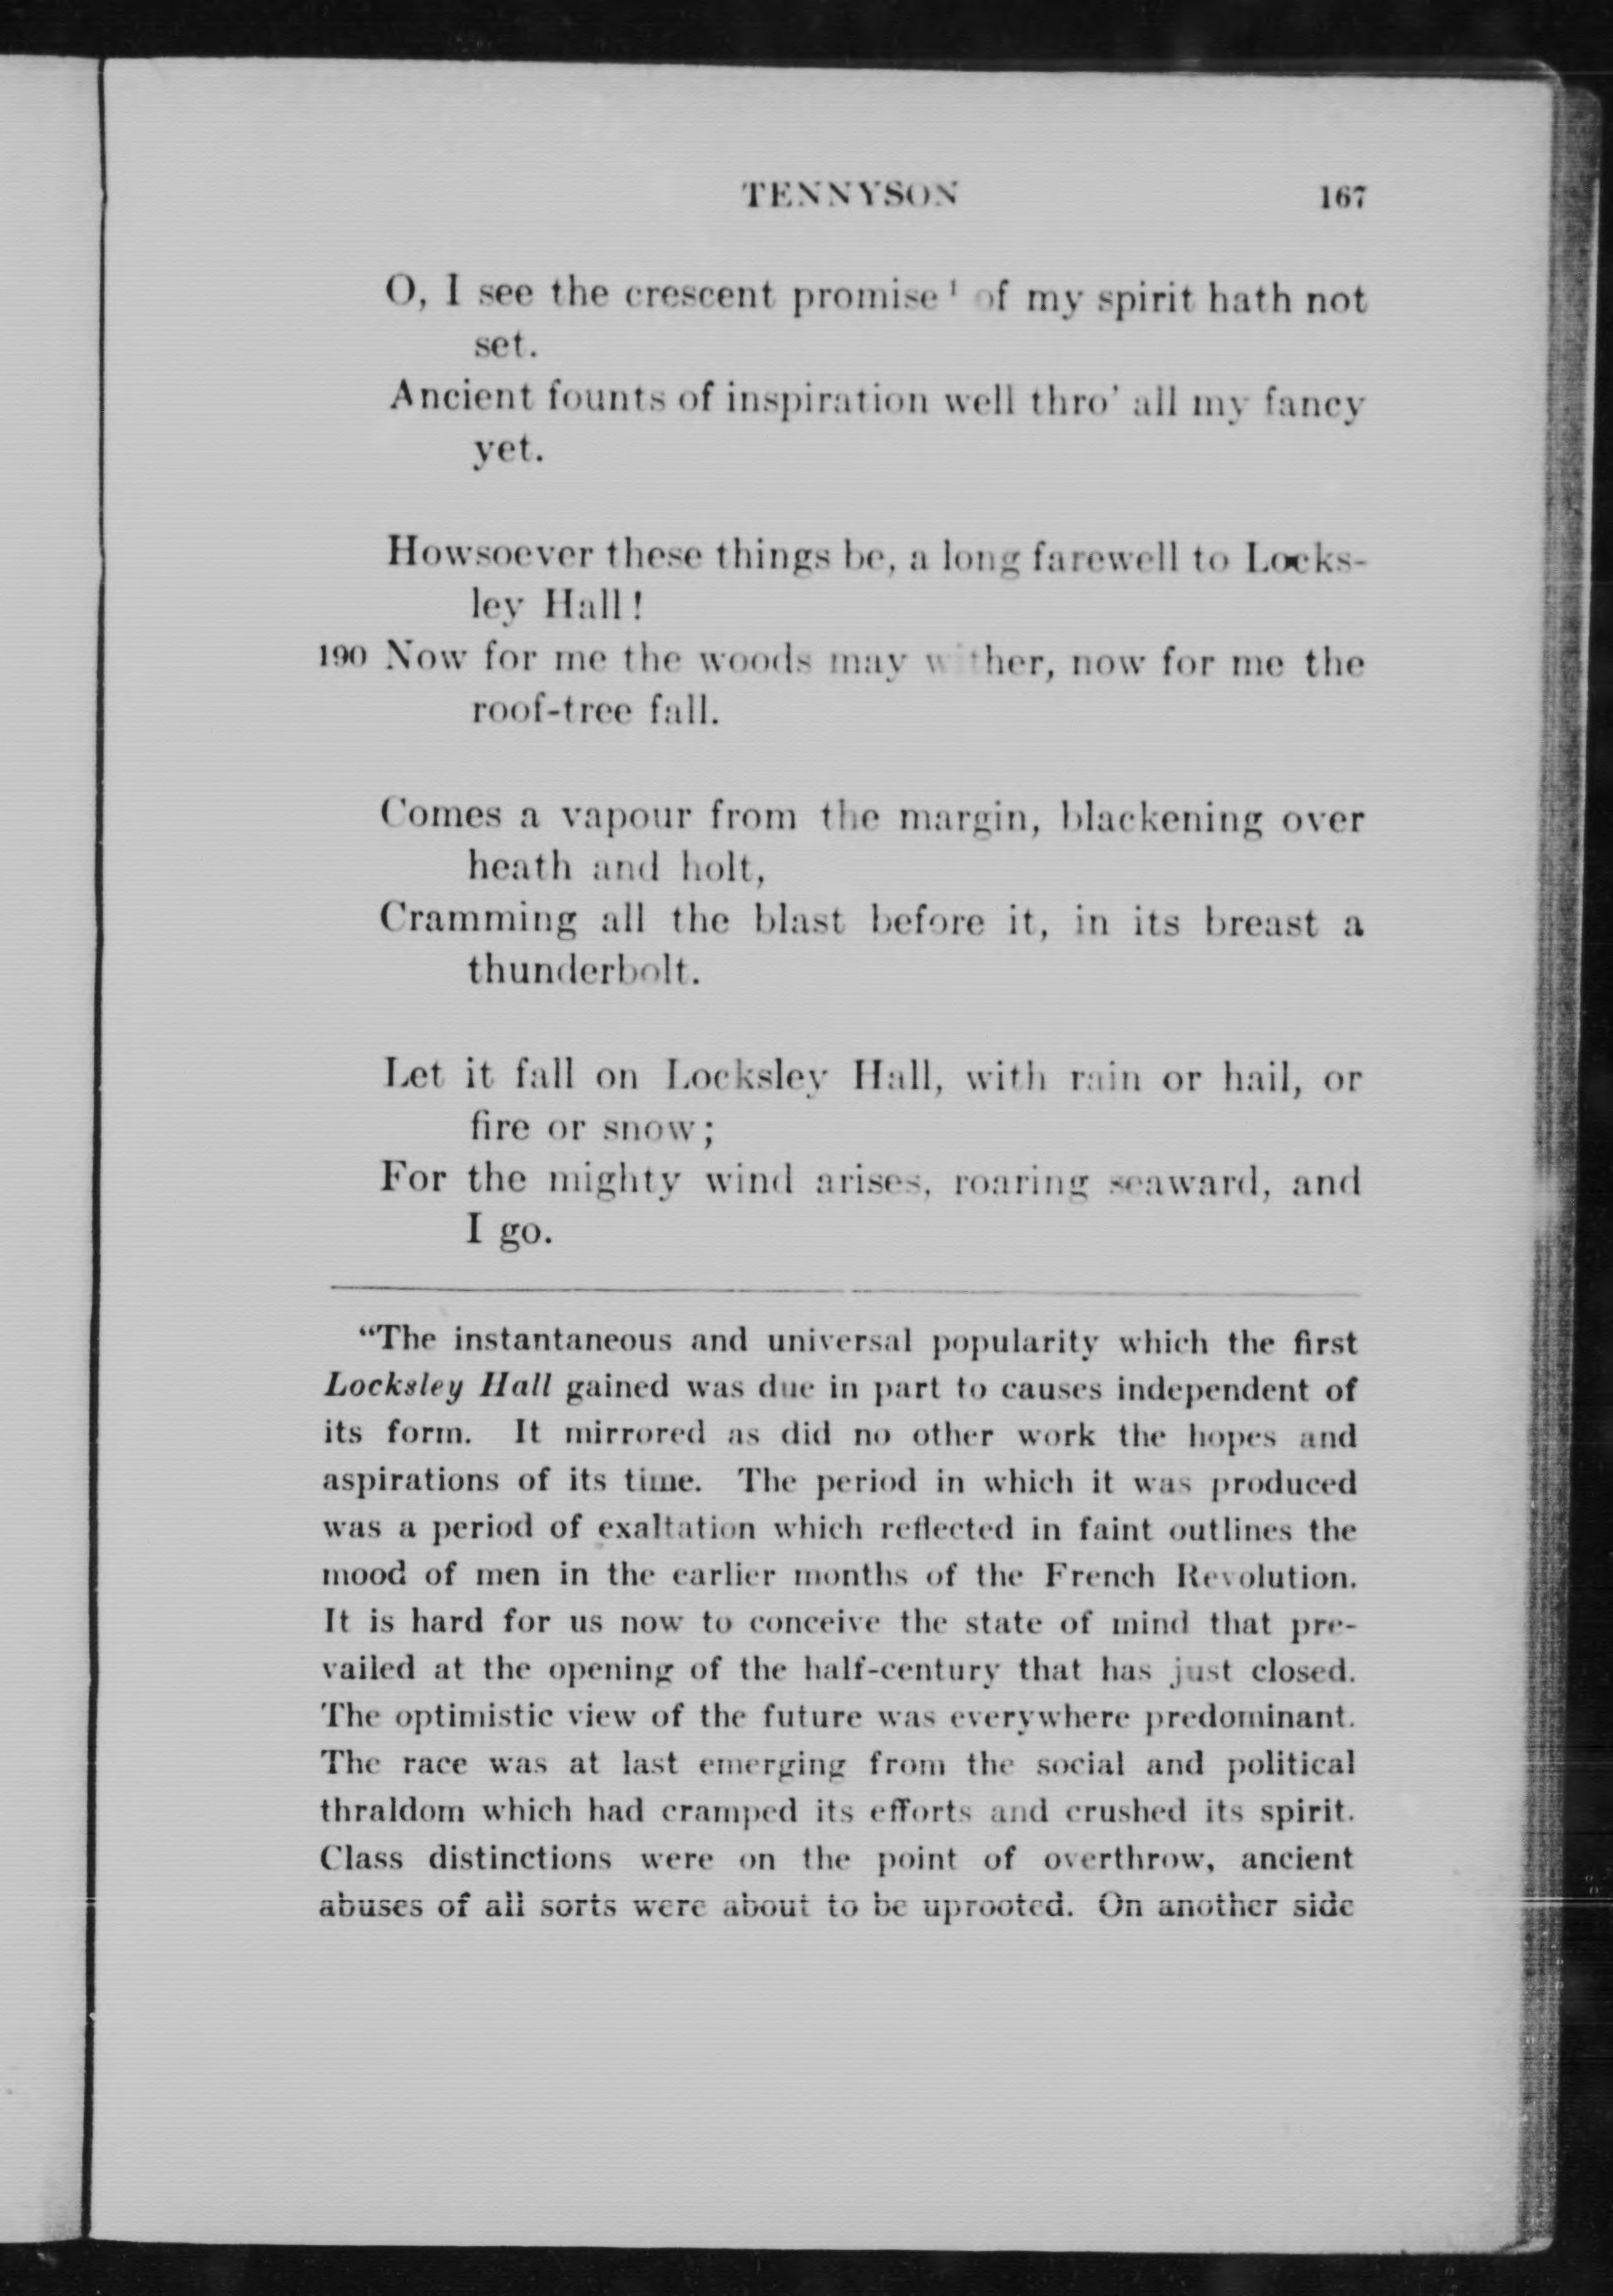 TENNYSON 167
O, I see the crescent promise¹ of my spirit hath not
set.
Ancient founts of inspiration well thro' all my fancy
yet.
Howsoever these things be, a long farewell to Locks-
ley Hall!
190 Now for me the woods may wither, now for me the
roof-tree fall.
Comes a vapour from the margin, blackening over
heath and holt,
Cramming all the blast before it, in its breast a
thunderbolt.
Let it fall on Locksley Hall, with rain or hail, or
fire or snow;
For the mighty wind arises, roaring seaward, and
I go.
"The instantaneous and universal popularity which the first
Locksley Hall gained was due in part to causes independent of
its form. It mirrored as did no other work the hopes and
aspirations of its time. The period in which it was produced
was a period of exaltation which reflected in faint outlines the
mood of men in the earlier months of the French Revolution.
It is hard for us now to conceive the state of mind that pre-
vailed at the opening of the half-century that has just closed.
The optimistic view of the future was everywhere predominant.
The race was at last emerging from the social and political
thraldom which had cramped its efforts and crushed its spirit.
Class distinctions were on the point of overthrow, ancient
abuses of all sorts were about to be uprooted. On another side